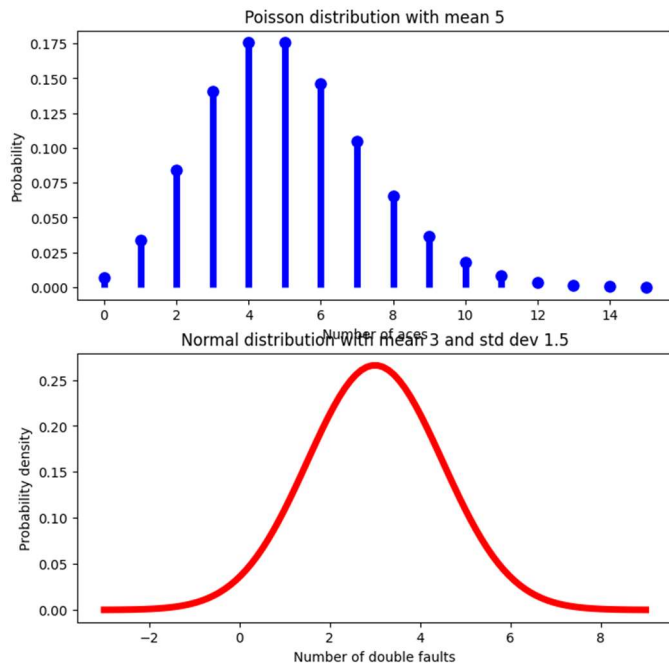 Poisson distribution with mean 5
0.175
0.150
0.125
0.100
0.075
0.050
0.025
0.000
Probability
0 2 4 6 8 10 12 14
Number of aces
Normal distribution with mean 3 and std dev 1.5
0.25
0.20
0.15
0.10
0.05
0.00
Probability density
−2 0 2 4 6 8
Number of double faults